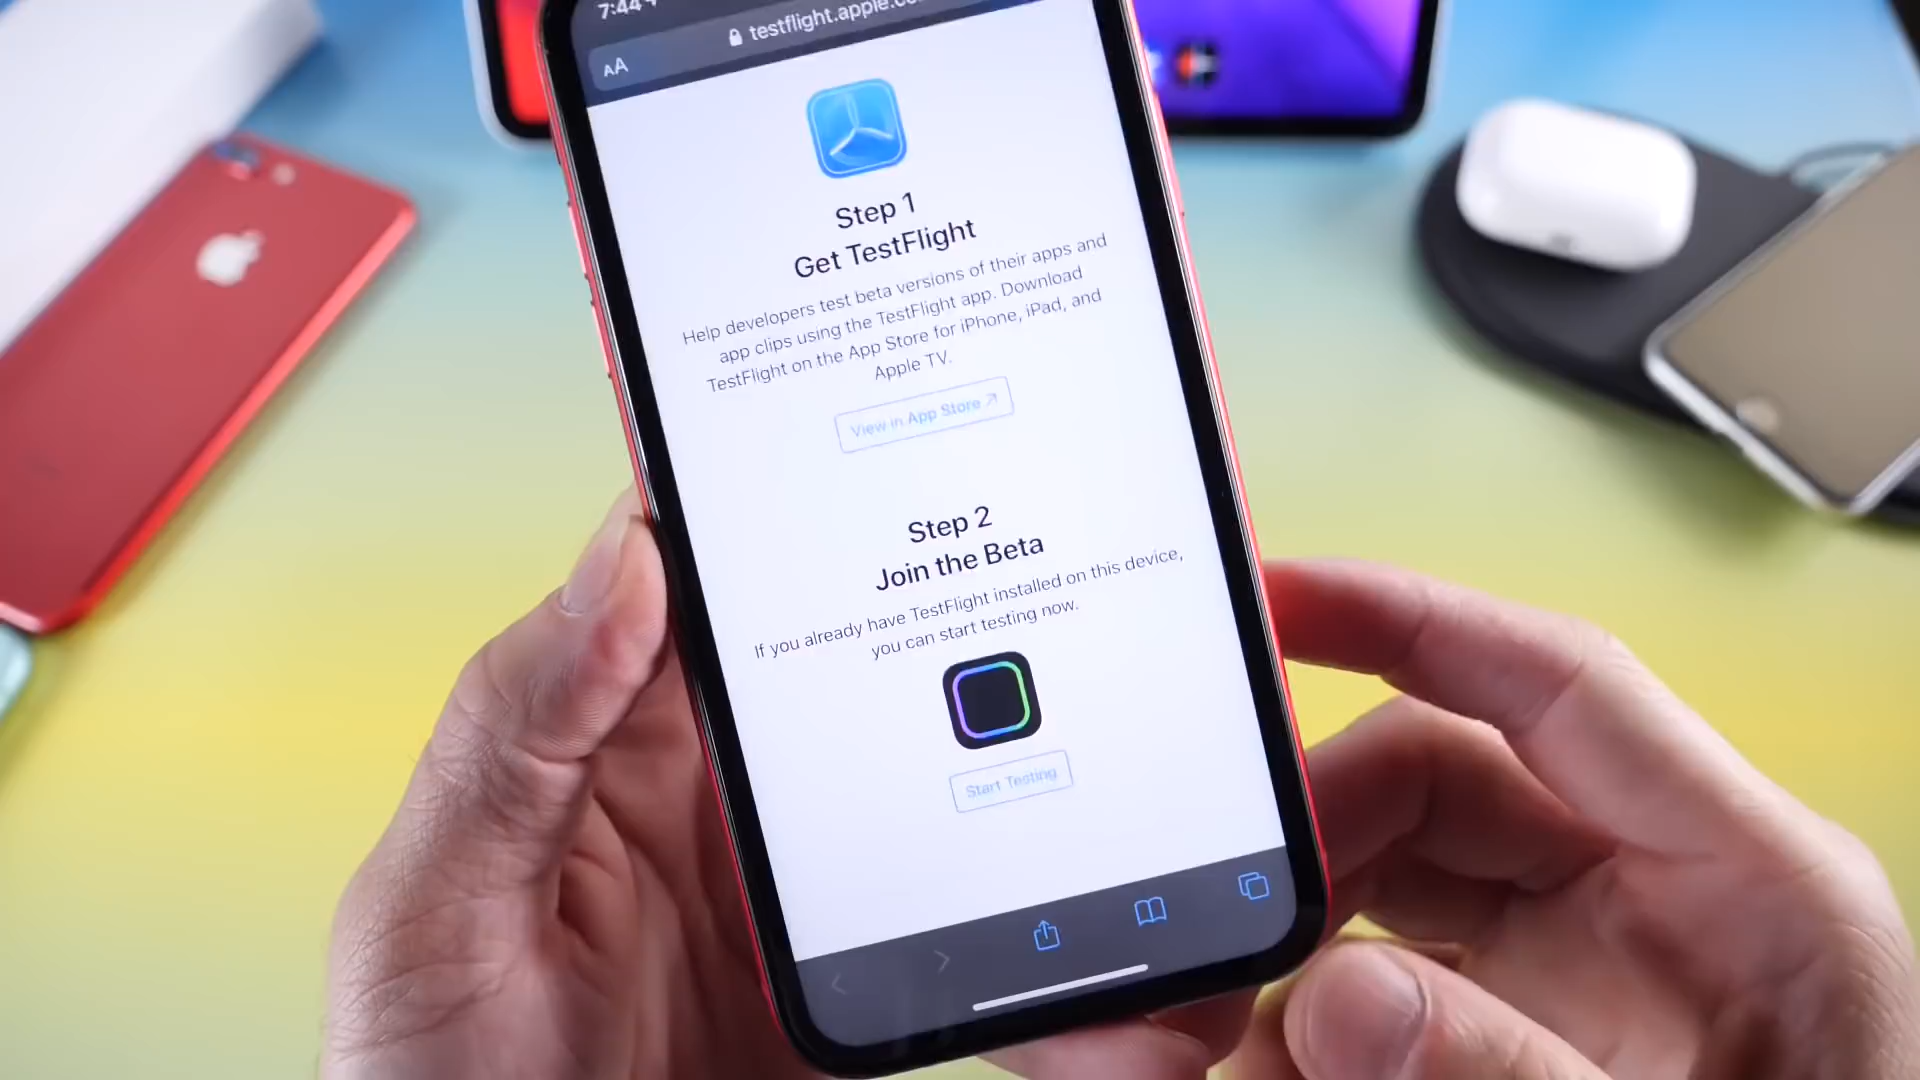 7:44
testflight.apple.co
AA
Step 1
Get TestFlight
Help developers test beta versions of their apps and
app clips using the TestFlight app. Download
TestFlight on the App Store for iPhone, iPad, and
Apple TV.
View in App Store
Step 2
Join the Beta
If you already have TestFlight installed on this device,
you can start testing now.
Start Testing